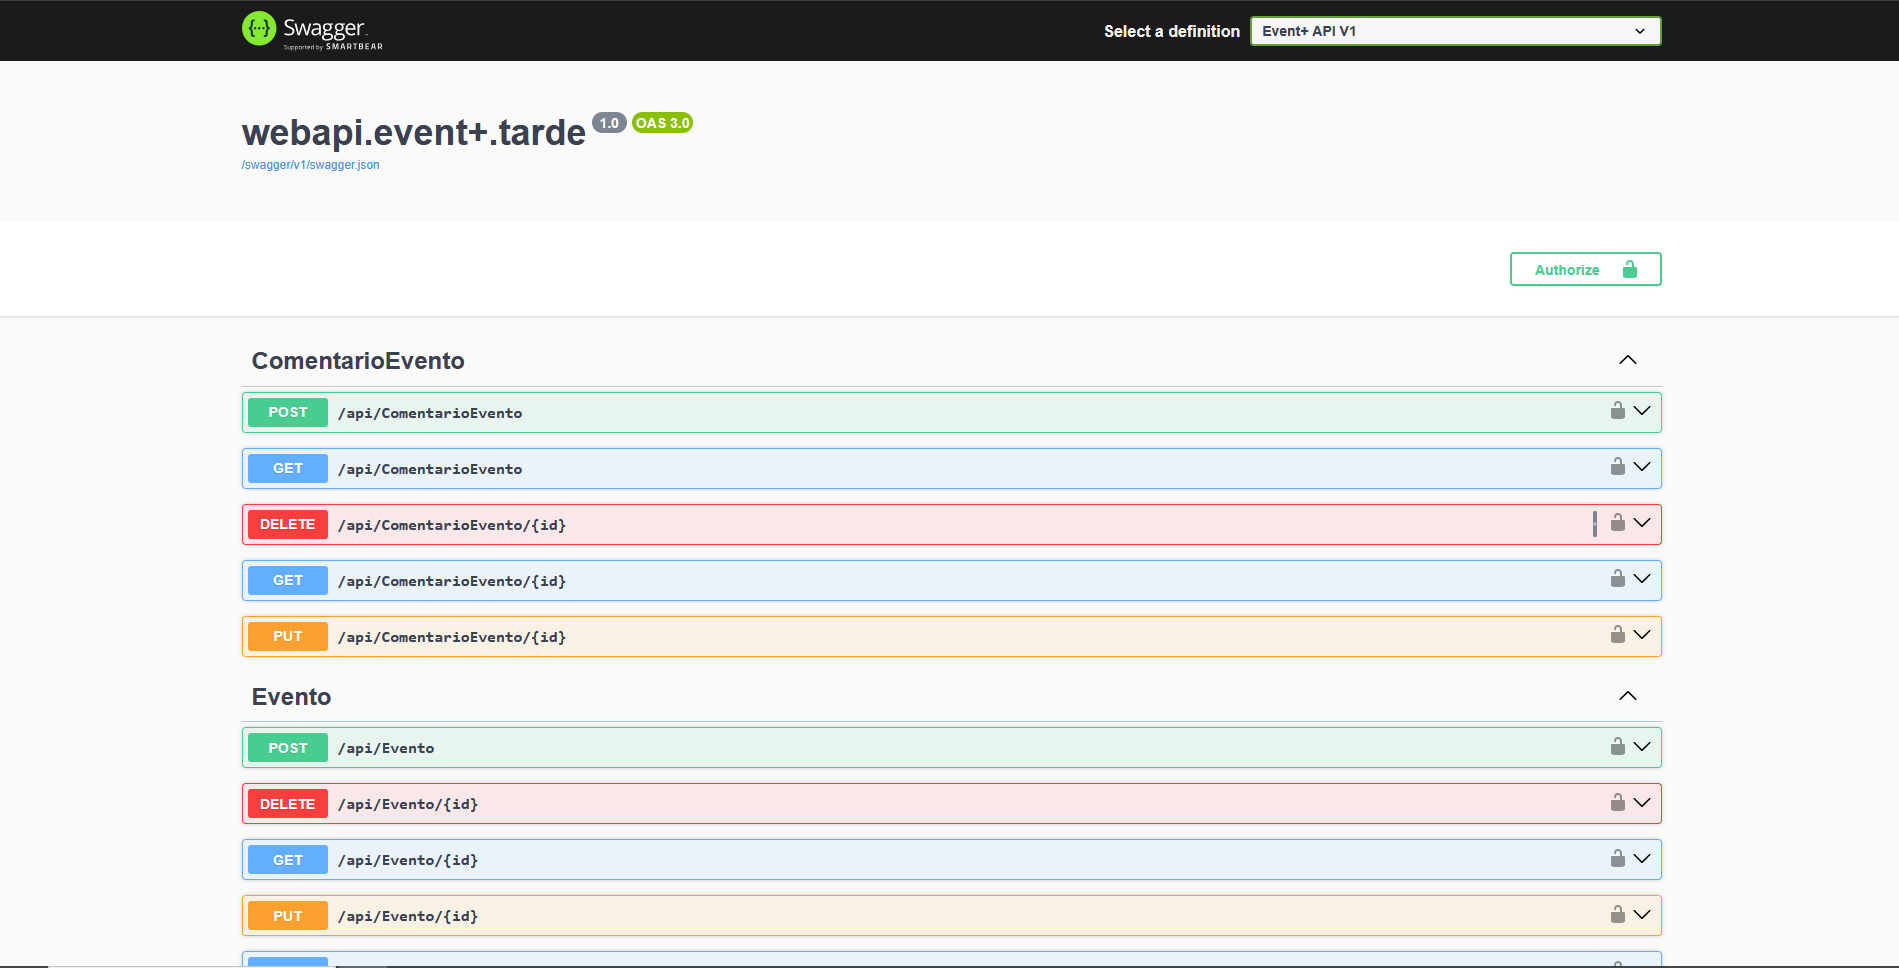 Swagger
Supported by SMARTBEAR
Select a definition
Event+ API V1
webapi.event+.tarde 1.0 OAS 3.0
/swagger/v1/swagger.json
Authorize
ComentarioEvento
POST /api/ComentarioEvento
GET /api/ComentarioEvento
DELETE /api/ComentarioEvento/{id}
GET /api/ComentarioEvento/{id}
PUT /api/ComentarioEvento/{id}
Evento
POST /api/Evento
DELETE /api/Evento/{id}
GET /api/Evento/{id}
PUT /api/Evento/{id}